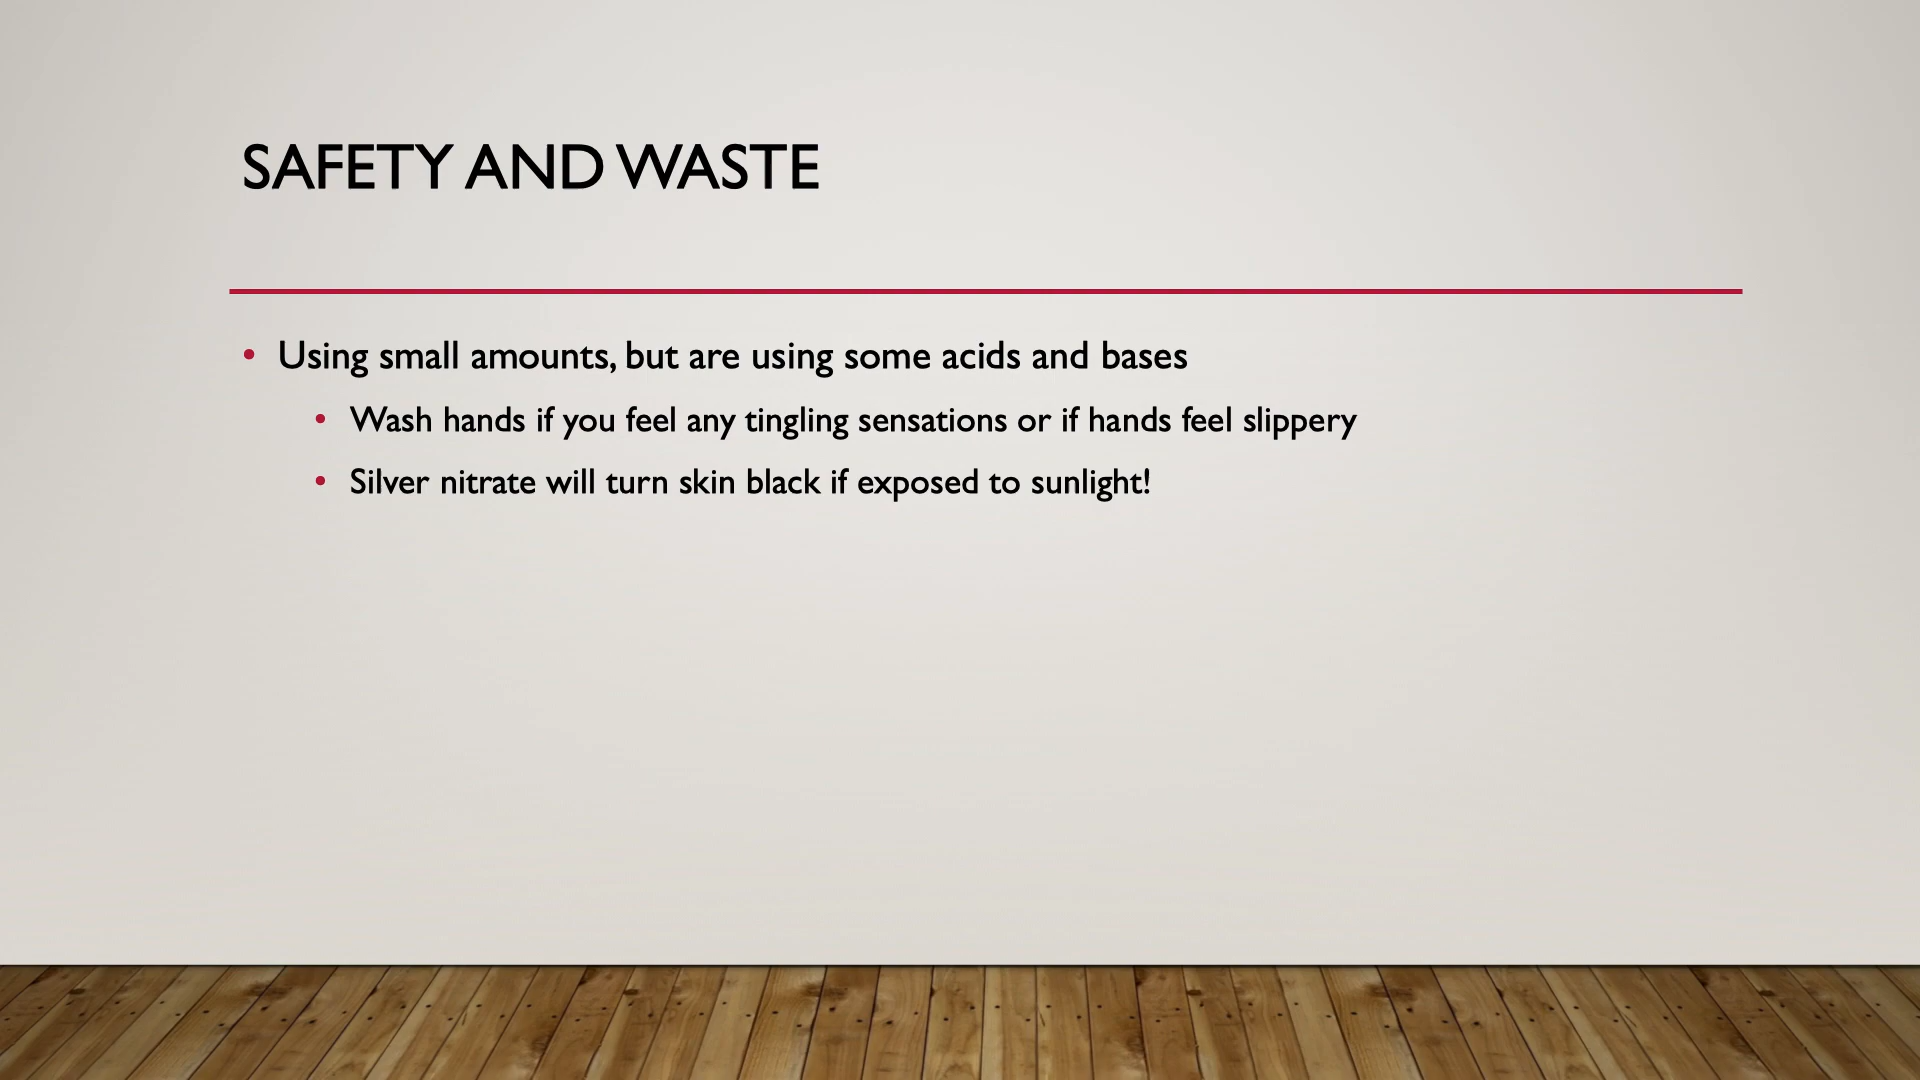 SAFETY AND WASTE
• Using small amounts, but are using some acids and bases
• Wash hands if you feel any tingling sensations or if hands feel slippery
• Silver nitrate will turn skin black if exposed to sunlight!